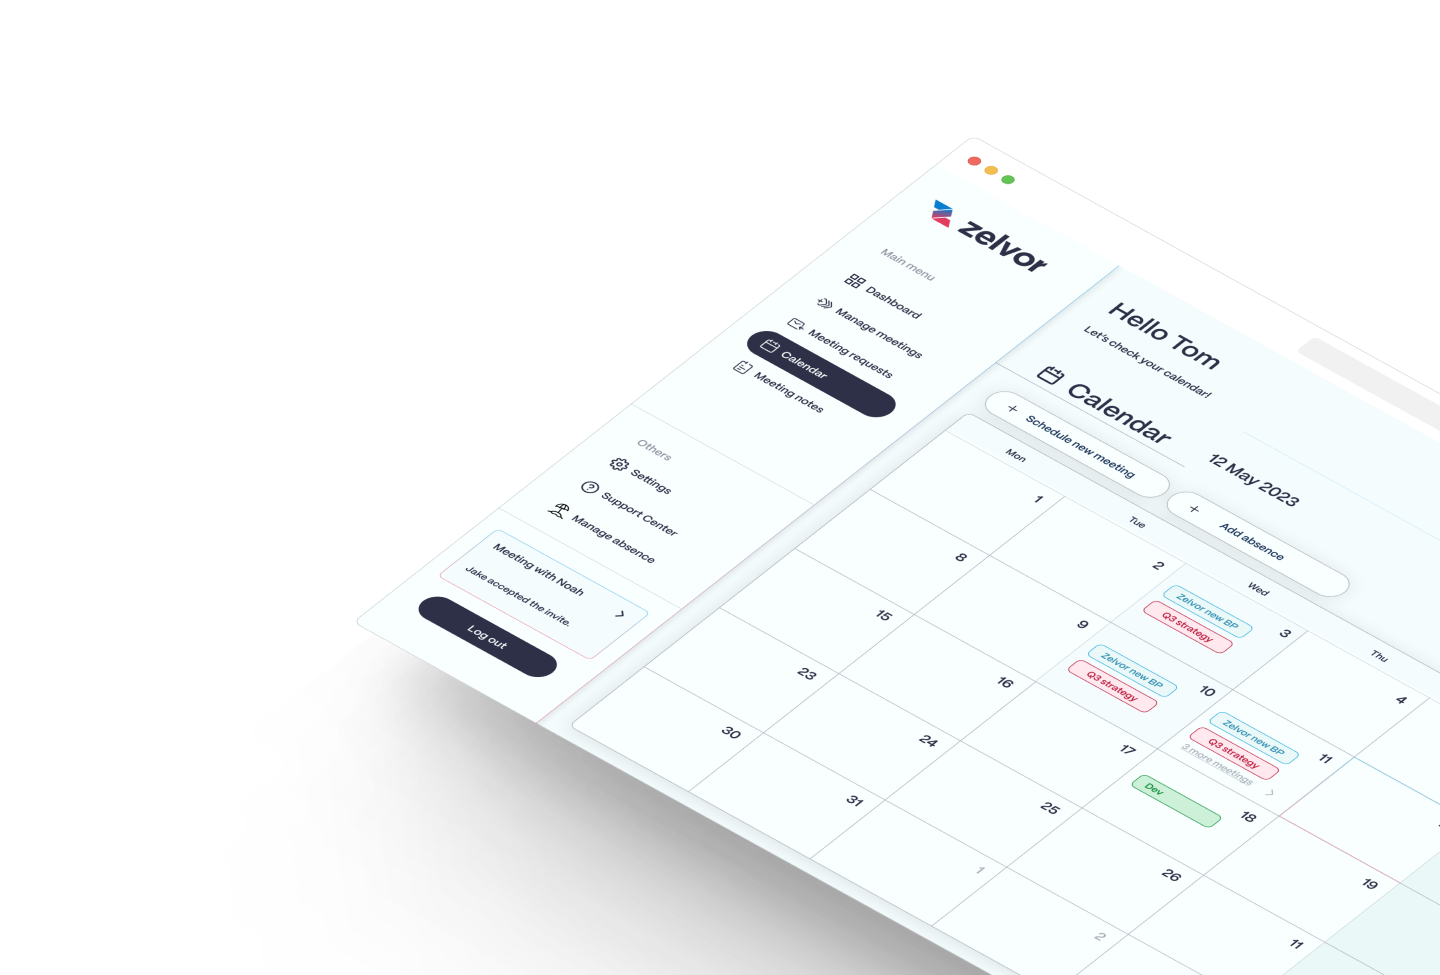 zelvor
Main menu
Dashboard
Manage meetings
Meeting requests
Calendar
Meeting notes
Others
Settings
Support Center
Manage absence
Meeting with Noah
Jake accepted the invite.
Log out
Hello Tom
Let's check your calendar!
Calendar
12 May 2023
Schedule new meeting
Add absence
Mon
Tue
Wed
Thu
1
2
Zelvor new BP
Q3 strategy
3
4
8
9
Zelvor new BP
Q3 strategy
10
Zelvor new BP
Q3 strategy
3 more meetings
11
15
16
17
Dev
18
19
23
24
25
26
11
30
31
1
2